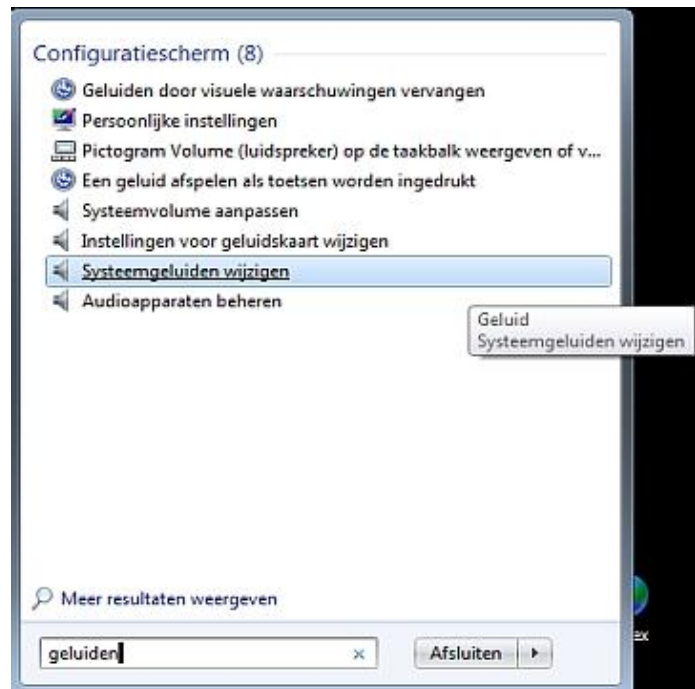 Configuratiescherm (8)
Geluiden door visuele waarschuwingen vervangen
Persoonlijke instellingen
Pictogram Volume (luidspreker) op de taakbalk weergeven of v...
Een geluid afspelen als toetsen worden ingedrukt
Systeemvolume aanpassen
Instellingen voor geluidskaart wijzigen
Systeemgeluiden wijzigen
Audioapparaten beheren
Geluid
Systeemgeluiden wijzigen
Meer resultaten weergeven
ex
geluiden
Afsluiten